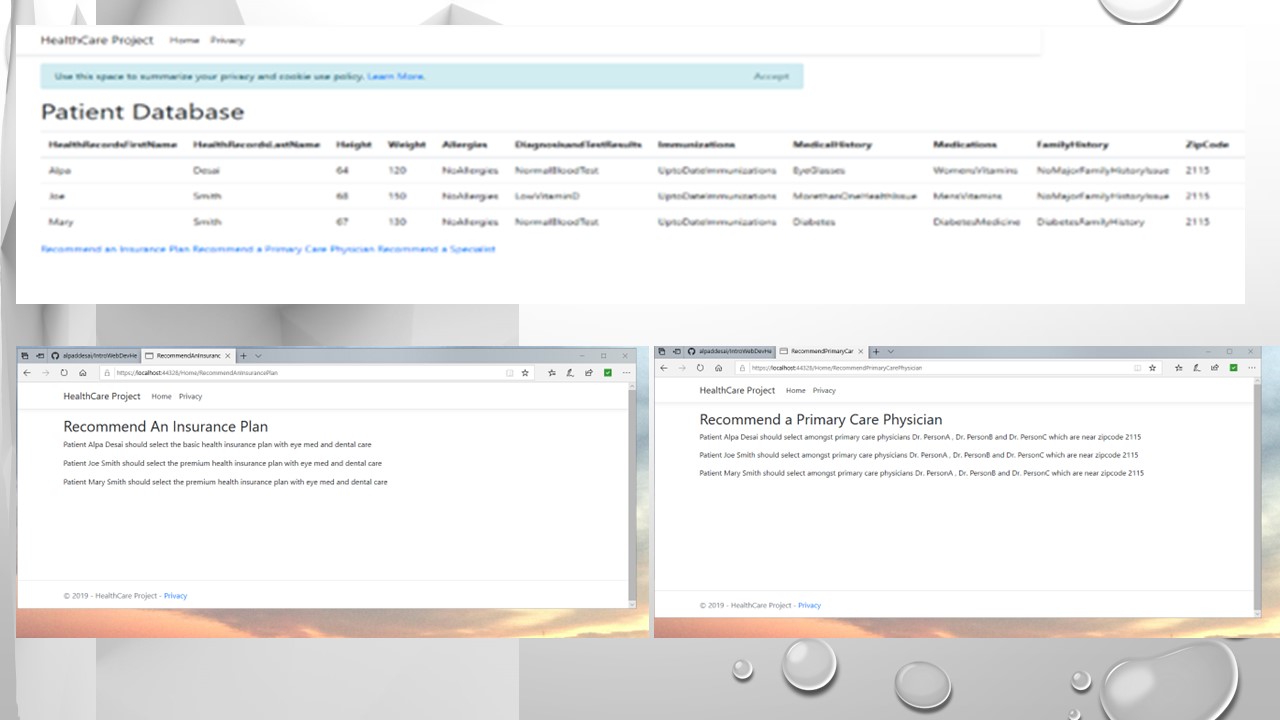 HealthCare Project Home Privacy
Use this space to summarize your privacy and cookie use policy. Learn More. Accept
Patient Database
HealthRecordsFirstName HealthRecordsLastName Height Weight Allergies DiagnosisandTestResults Immunizations MedicalHistory Medications FamilyHistory ZipCode
Alpa Desai 64 120 NoAllergies NormalBloodTest UptoDateImmunizations EyeGlasses WomensVitamins NoMajorFamilyHistoryIssue 2115
Joe Smith 68 150 NoAllergies LowVitaminD UptoDateImmunizations MorethanOneHealthIssue MensVitamins NoMajorFamilyHistoryIssue 2115
Mary Smith 67 130 NoAllergies NormalBloodTest UptoDateImmunizations Diabetes DiabetesMedicine DiabetesFamilyHistory 2115
Recommend an Insurance Plan Recommend a Primary Care Physician Recommend a Specialist
alpaddesai/IntroWebDevHe RecommendAnInsuranc
https://localhost:44328/Home/RecommendAnInsurancePlan
HealthCare Project Home Privacy
Recommend An Insurance Plan
Patient Alpa Desai should select the basic health insurance plan with eye med and dental care
Patient Joe Smith should select the premium health insurance plan with eye med and dental care
Patient Mary Smith should select the premium health insurance plan with eye med and dental care
© 2019 - HealthCare Project - Privacy
alpaddesai/IntroWebDevHe RecommendPrimaryCar
https://localhost:44328/Home/RecommendPrimaryCarePhysician
HealthCare Project Home Privacy
Recommend a Primary Care Physician
Patient Alpa Desai should select amongst primary care physicians Dr. PersonA , Dr. PersonB and Dr. PersonC which are near zipcode 2115
Patient Joe Smith should select amongst primary care physicians Dr. PersonA , Dr. PersonB and Dr. PersonC which are near zipcode 2115
Patient Mary Smith should select amongst primary care physicians Dr. PersonA , Dr. PersonB and Dr. PersonC which are near zipcode 2115
© 2019 - HealthCare Project - Privacy